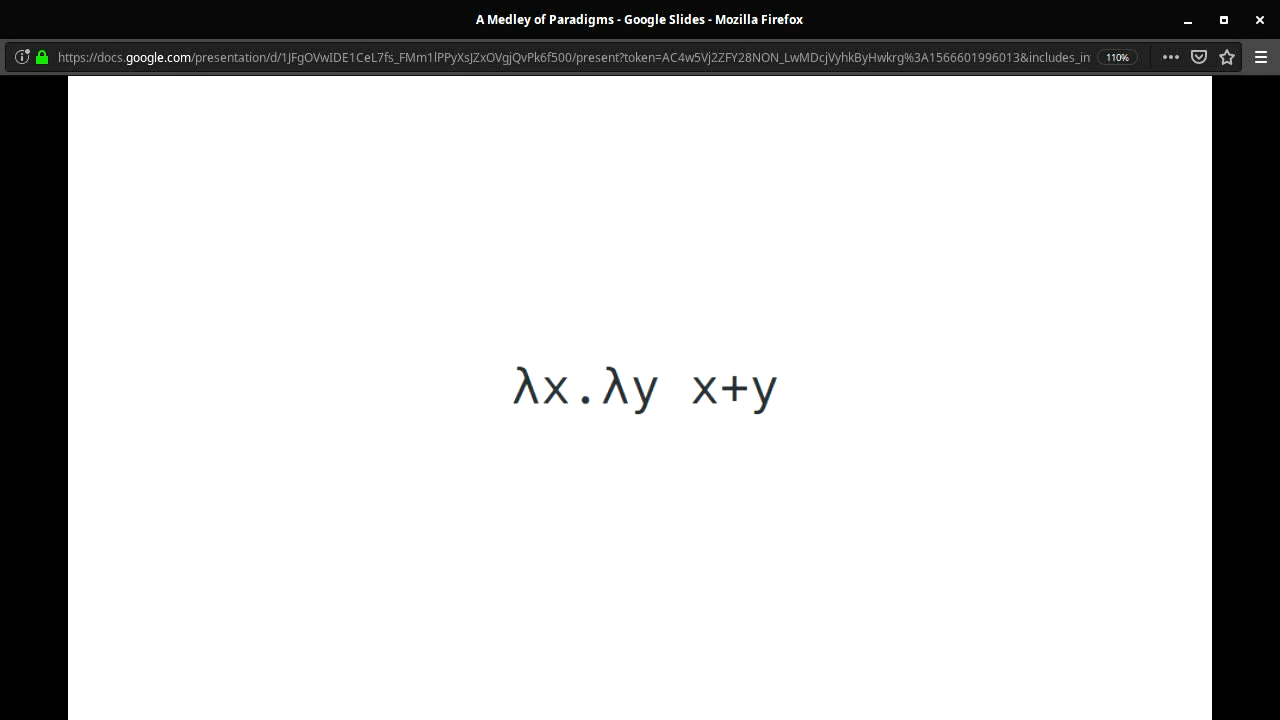 A Medley of Paradigms - Google Slides - Mozilla Firefox
https://docs.google.com/presentation/d/1JFgOVwIDE1CeL7fs_FMm1lPPyXsJZxOVgjQvPk6f500/present?token=AC4w5Vj2ZFY28NON_LwMDcjVyhkByHwkrg%3A1566601996013&includes_in
110%
λx.λy x+y